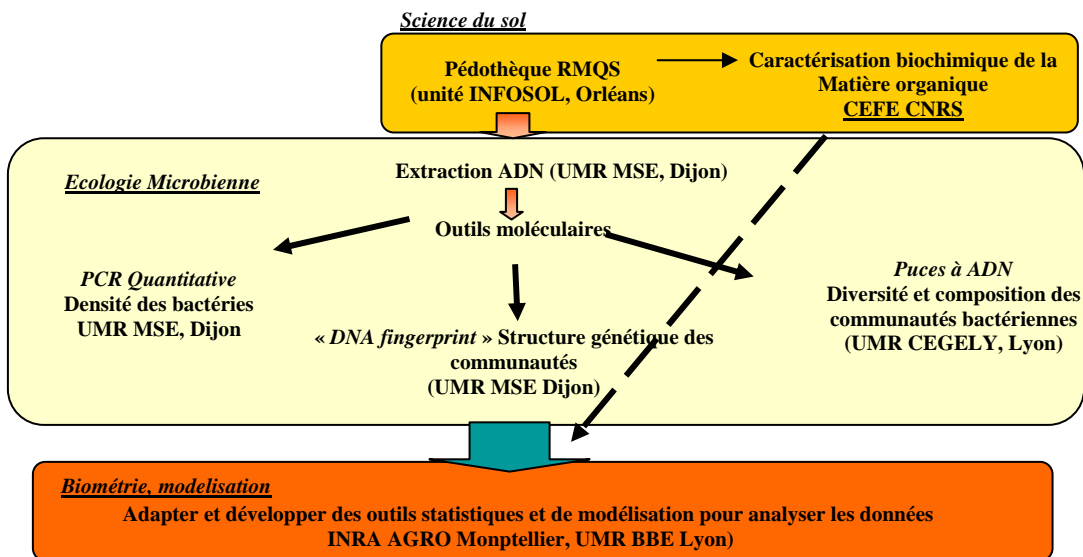 Science du sol
Pédothèque RMQS
(unité INFOSOL, Orléans)
Caractérisation biochimique de la
Matière organique
CEFE CNRS
Ecologie Microbienne
Extraction ADN (UMR MSE, Dijon)
Outils moléculaires
PCR Quantitative
Densité des bactéries
UMR MSE, Dijon
« DNA fingerprint » Structure génétique des
communautés
(UMR MSE Dijon)
Puces à ADN
Diversité et composition des
communautés bactériennes
(UMR CEGELY, Lyon)
Biométrie, modelisation
Adapter et développer des outils statistiques et de modélisation pour analyser les données
INRA AGRO Monptellier, UMR BBE Lyon)